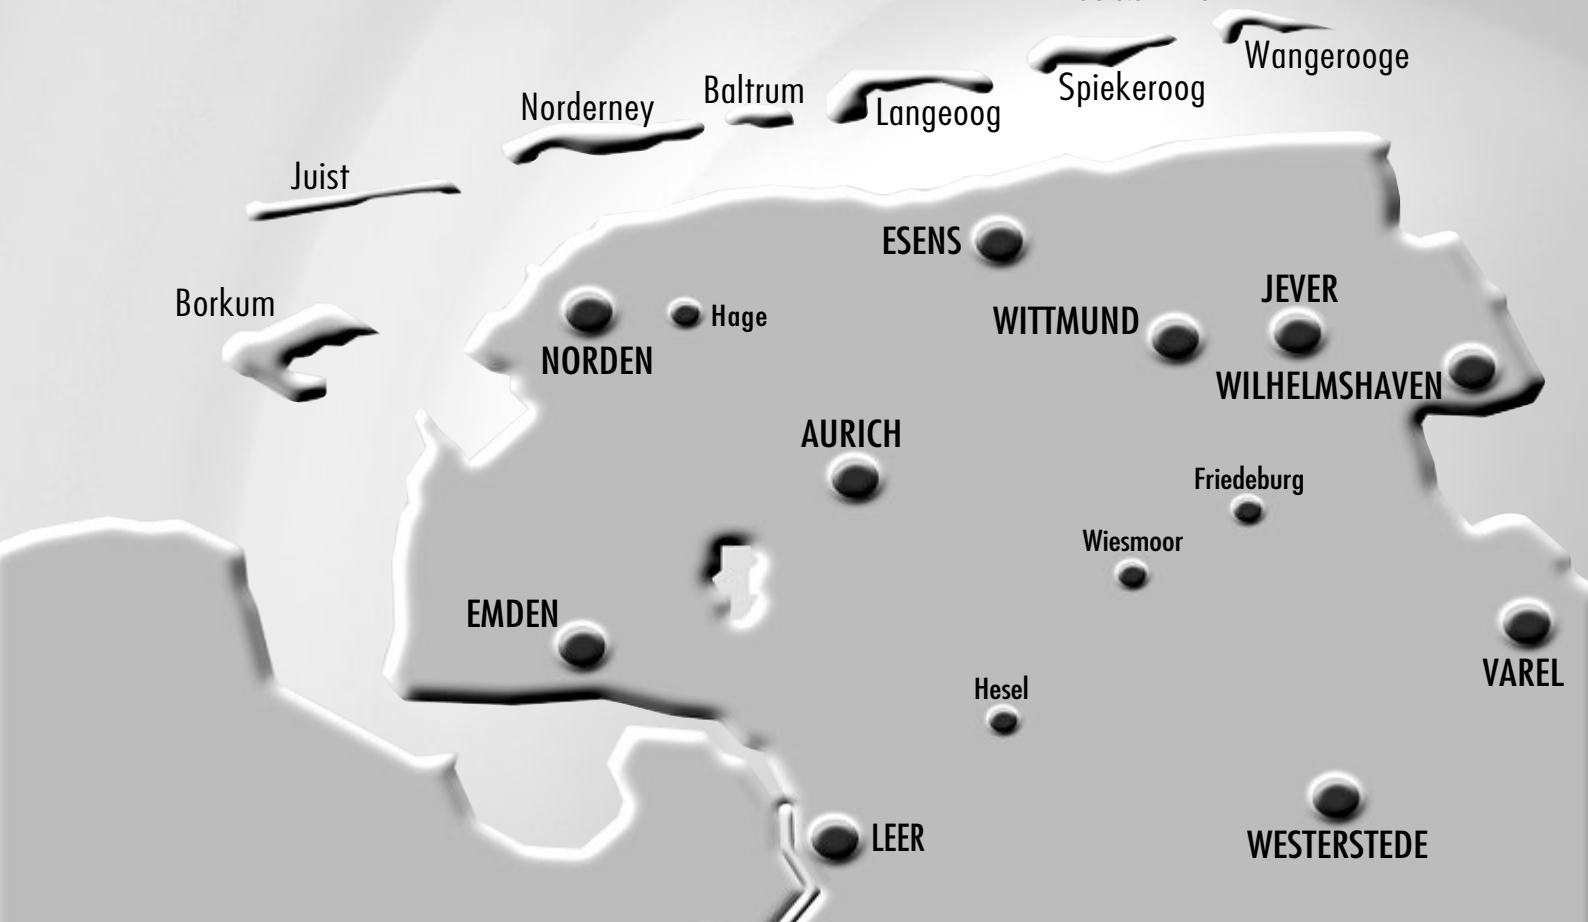 Wangerooge
Spiekeroog
Baltrum
Langeoog
Norderney
Juist
Borkum
ESENS
JEVER
WITTMUND
Hage
NORDEN
WILHELMSHAVEN
AURICH
Friedeburg
Wiesmoor
EMDEN
VAREL
Hesel
LEER
WESTERSTEDE